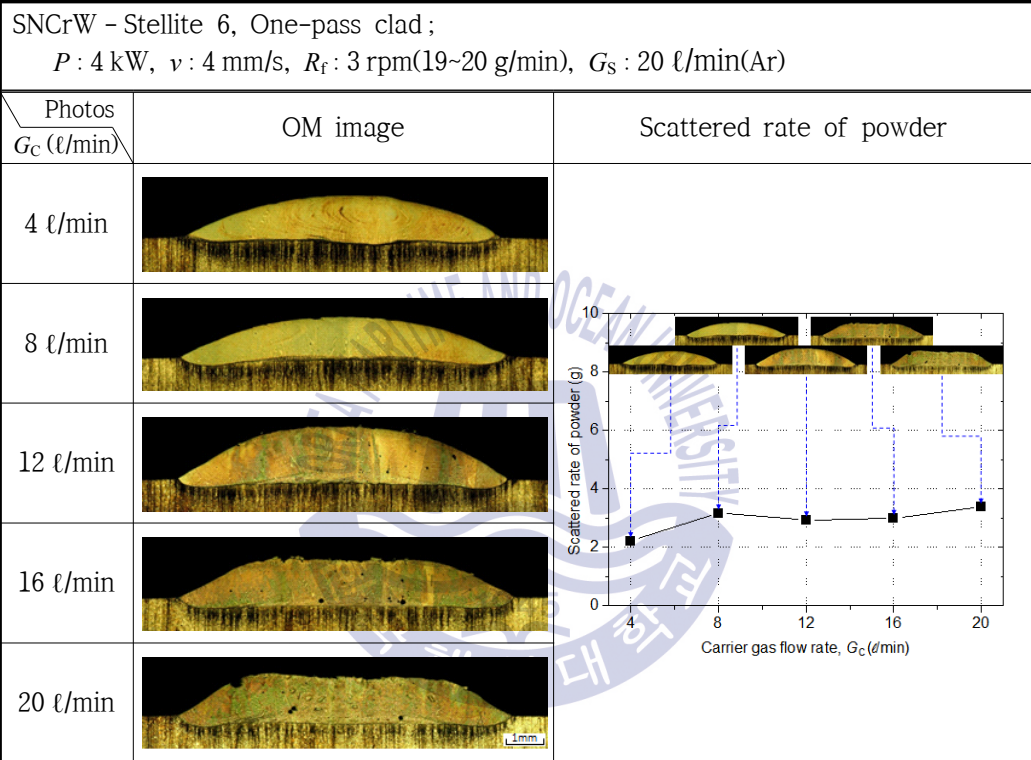 SNCrW - Stellite 6, One-pass clad;
P : 4 kW, v : 4 mm/s, Rf : 3 rpm(19~20 g/min), GS : 20 ℓ/min(Ar)
Photos
GC (ℓ/min)
OM image
Scattered rate of powder
4 ℓ/min
8 ℓ/min
12 ℓ/min
16 ℓ/min
20 ℓ/min
1mm
Scattered rate of powder (g)
10
8
6
4
2
0
4 8 12 16 20
Carrier gas flow rate, GC(ℓ/min)
AND OCEAN UNIVERSITY